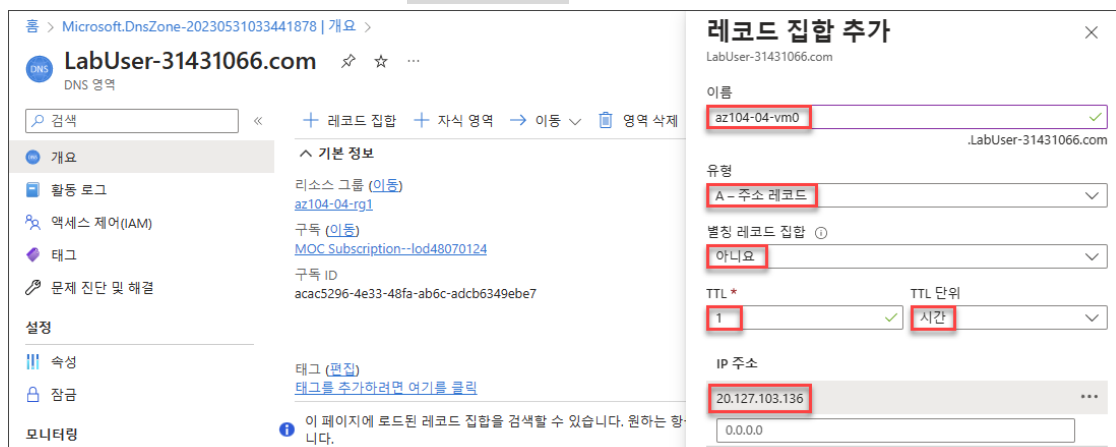 홈 > Microsoft.DnsZone-20230531033441878 | 개요 >
LabUser-31431066.com
DNS
DNS 영역
검색
개요
활동 로그
액세스 제어(IAM)
태그
문제 진단 및 해결
설정
속성
잠금
모니터링
레코드 집합
자식 영역
이동
영역 삭제
기본 정보
리소스 그룹 (이동)
az104-04-rg1
구독 (이동)
MOC Subscription--lod48070124
구독 ID
acac5296-4e33-48fa-ab6c-adcb6349ebe7
태그 (편집)
태그를 추가하려면 여기를 클릭
이 페이지에 로드된 레코드 집합을 검색할 수 있습니다. 원하는 항
니다.
레코드 집합 추가
LabUser-31431066.com
이름
az104-04-vm0
.LabUser-31431066.com
유형
A – 주소 레코드
별칭 레코드 집합
아니요
TTL *
TTL 단위
1
시간
IP 주소
20.127.103.136
0.0.0.0